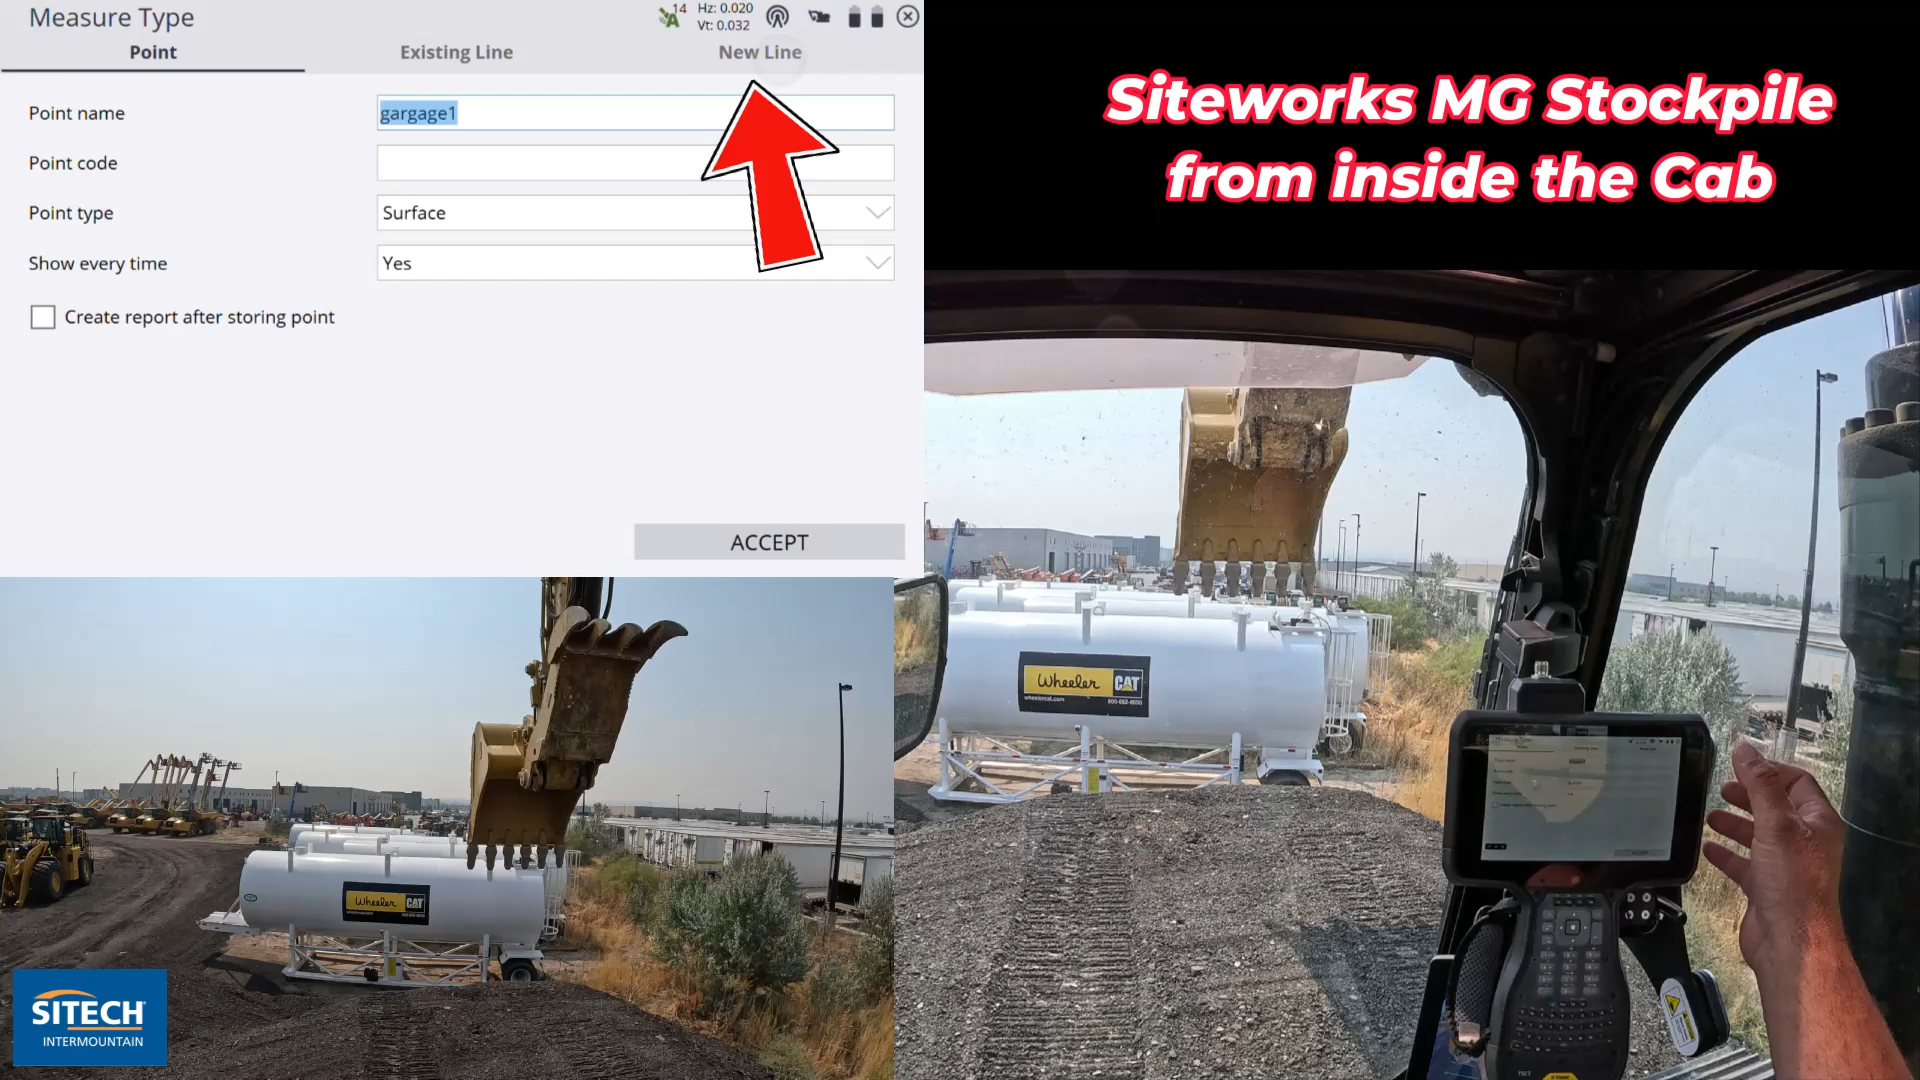 Measure Type
14
Hz: 0.020
Vt: 0.032
Point
Existing Line
New Line
Point name
gargage1
Point code
Point type
Surface
Show every time
Yes
Create report after storing point
ACCEPT
Siteworks MG Stockpile
from inside the Cab
Wheeler CAT
Wheeler CAT
wheelercat.com
SITECH
INTERMOUNTAIN